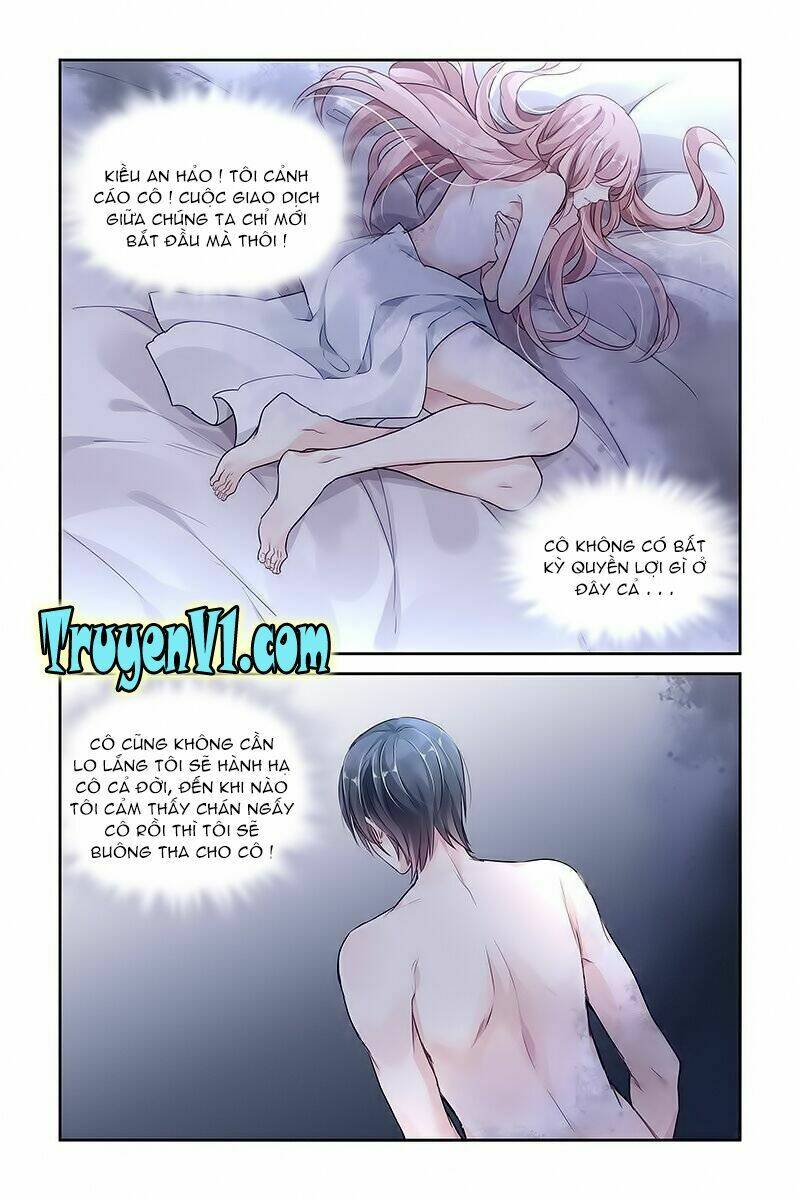 KIỀU AN HẢO ! TÔI CẢNH
CÁO CÔ ! CUỘC GIAO DỊCH
GIỮA CHÚNG TA CHỈ MỚI
BẮT ĐẦU MÀ THÔI !
CÔ KHÔNG CÓ BẤT
KỲ QUYỀN LỢI GÌ Ở
ĐÂY CẢ . . .
TruyenV1.com
CÔ CŨNG KHÔNG CẦN
LO LẮNG TÔI SẼ HÀNH HẠ
CÔ CẢ ĐỜI, ĐẾN KHI NÀO
TÔI CẢM THẤY CHÁN NGẤY
CÔ RỒI THÌ TÔI SẼ
BUÔNG THA CHO CÔ !